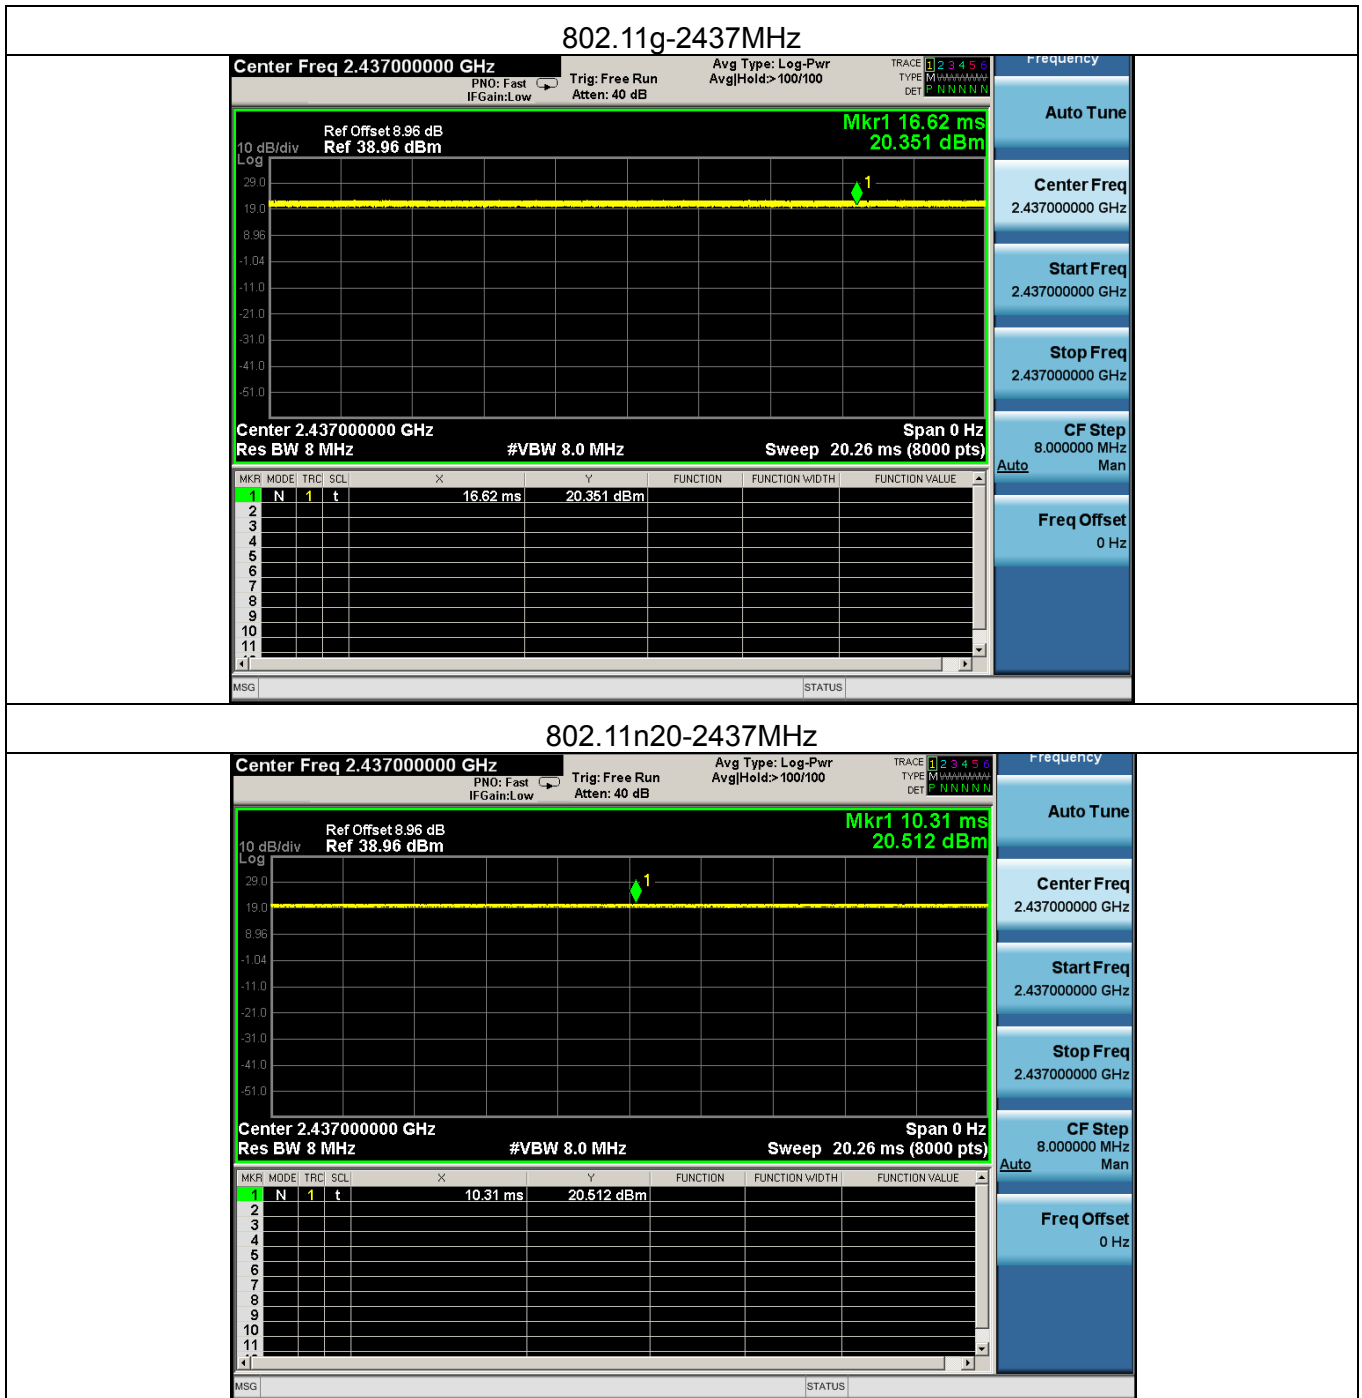 802.11g-2437MHz
Center Freq 2.437000000 GHz
PNO: Fast
IFGain:Low
Trig: Free Run
Atten: 40 dB
Avg Type: Log-Pwr
Avg|Hold:>100/100
TRACE 1 2 3 4 5 6
TYPE M
DET P N N N N N
Frequency
Auto Tune
Center Freq
2.437000000 GHz
Start Freq
2.437000000 GHz
Stop Freq
2.437000000 GHz
CF Step
8.000000 MHz
Auto Man
Freq Offset
0 Hz
Mkr1 16.62 ms
20.351 dBm
Ref Offset 8.96 dB
10 dB/div Ref 38.96 dBm
Log
1
29.0
19.0
8.96
-1.04
-11.0
-21.0
-31.0
-41.0
-51.0
Center 2.437000000 GHz Span 0 Hz
Res BW 8 MHz #VBW 8.0 MHz Sweep 20.26 ms (8000 pts)
MKR MODE TRC SCL X Y FUNCTION FUNCTION WIDTH FUNCTION VALUE
1 N 1 t 16.62 ms 20.351 dBm
2
3
4
5
6
7
8
9
10
11
MSG STATUS
802.11n20-2437MHz
Center Freq 2.437000000 GHz
PNO: Fast
IFGain:Low
Trig: Free Run
Atten: 40 dB
Avg Type: Log-Pwr
Avg|Hold:>100/100
TRACE 1 2 3 4 5 6
TYPE M
DET P N N N N N
Frequency
Auto Tune
Center Freq
2.437000000 GHz
Start Freq
2.437000000 GHz
Stop Freq
2.437000000 GHz
CF Step
8.000000 MHz
Auto Man
Freq Offset
0 Hz
Mkr1 10.31 ms
20.512 dBm
Ref Offset 8.96 dB
10 dB/div Ref 38.96 dBm
Log
1
29.0
19.0
8.96
-1.04
-11.0
-21.0
-31.0
-41.0
-51.0
Center 2.437000000 GHz Span 0 Hz
Res BW 8 MHz #VBW 8.0 MHz Sweep 20.26 ms (8000 pts)
MKR MODE TRC SCL X Y FUNCTION FUNCTION WIDTH FUNCTION VALUE
1 N 1 t 10.31 ms 20.512 dBm
2
3
4
5
6
7
8
9
10
11
MSG STATUS